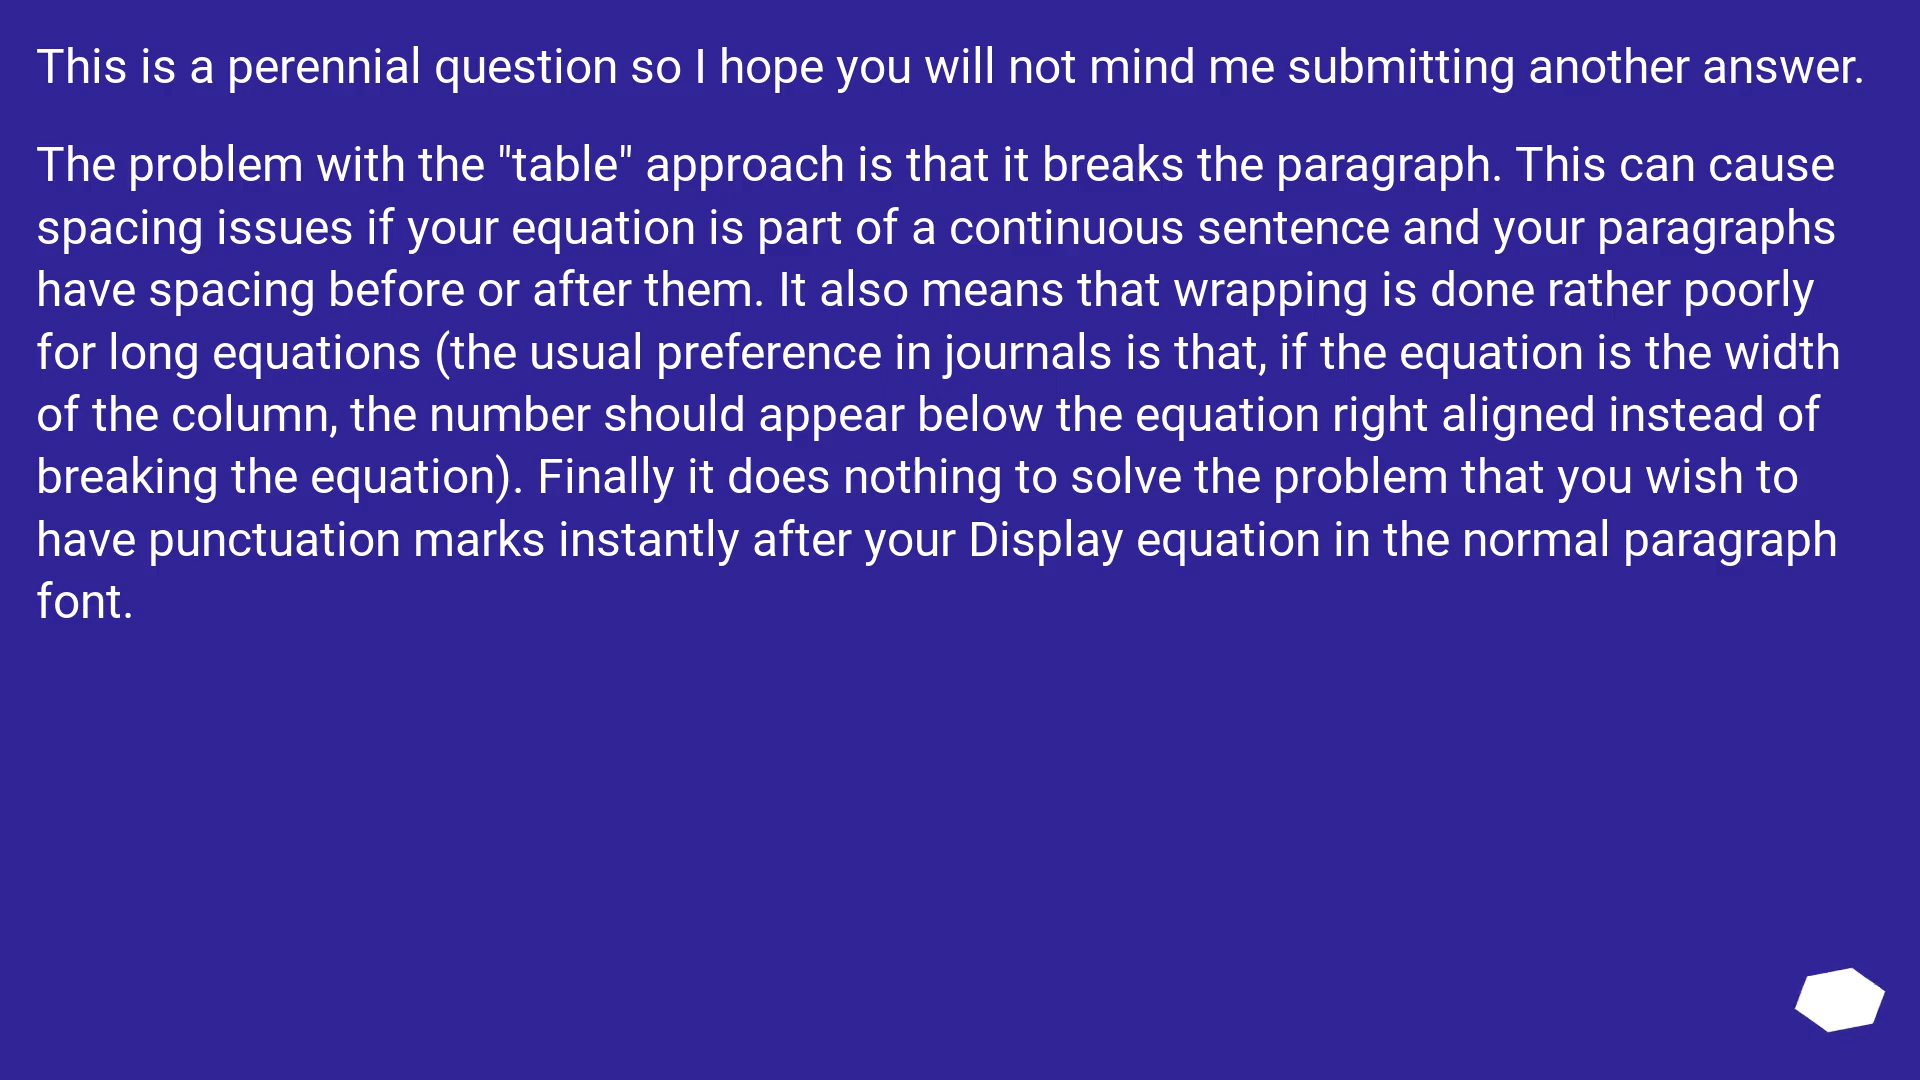 This is a perennial question so I hope you will not mind me submitting another answer.
The problem with the "table" approach is that it breaks the paragraph. This can cause
spacing issues if your equation is part of a continuous sentence and your paragraphs
have spacing before or after them. It also means that wrapping is done rather poorly
for long equations (the usual preference in journals is that, if the equation is the width
of the column, the number should appear below the equation right aligned instead of
breaking the equation). Finally it does nothing to solve the problem that you wish to
have punctuation marks instantly after your Display equation in the normal paragraph
font.